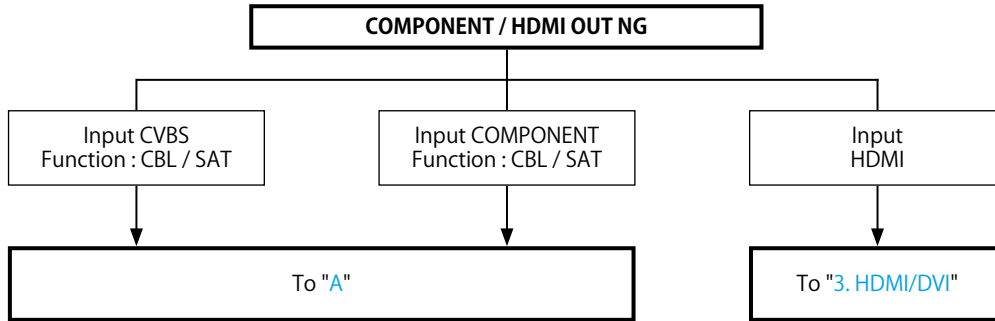 COMPONENT / HDMI OUT NG
Input CVBS
Function : CBL / SAT
Input COMPONENT
Function : CBL / SAT
Input
HDMI
To "A"
To "3. HDMI/DVI"